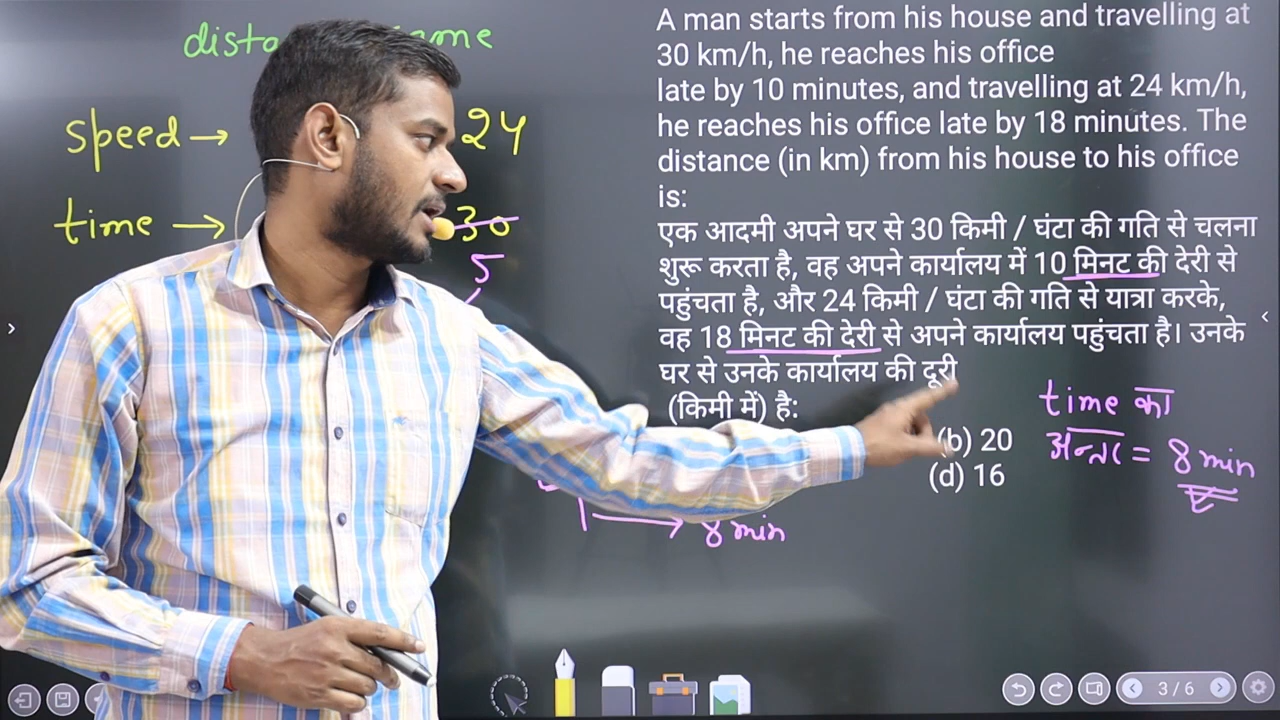 distance same
speed → 24
time → 30
5
A man starts from his house and travelling at
30 km/h, he reaches his office
late by 10 minutes, and travelling at 24 km/h,
he reaches his office late by 18 minutes. The
distance (in km) from his house to his office
is:
एक आदमी अपने घर से 30 किमी / घंटा की गति से चलना
शुरू करता है, वह अपने कार्यालय में 10 मिनट की देरी से
पहुंचता है, और 24 किमी / घंटा की गति से यात्रा करके,
वह 18 मिनट की देरी से अपने कार्यालय पहुंचता है। उनके
घर से उनके कार्यालय की दूरी
(किमी में) है:
(b) 20
(d) 16
time का
अन्तर = 8 min
8 min
3 / 6